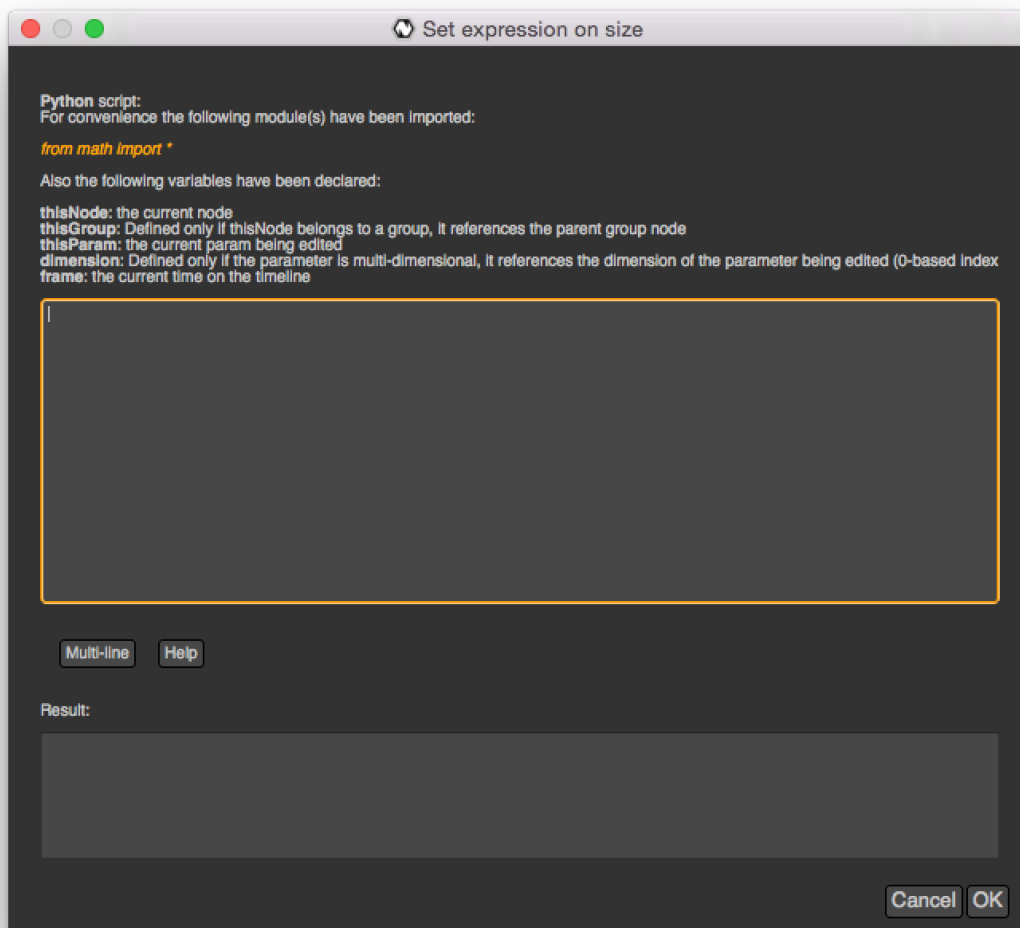 Set expression on size
Python script:
For convenience the following module(s) have been imported:
from math import *
Also the following variables have been declared:
thisNode: the current node
thisGroup: Defined only if thisNode belongs to a group, it references the parent group node
thisParam: the current param being edited
dimension: Defined only if the parameter is multi-dimensional, it references the dimension of the parameter being edited (0-based index
frame: the current time on the timeline
Multi-line Help
Result:
Cancel OK